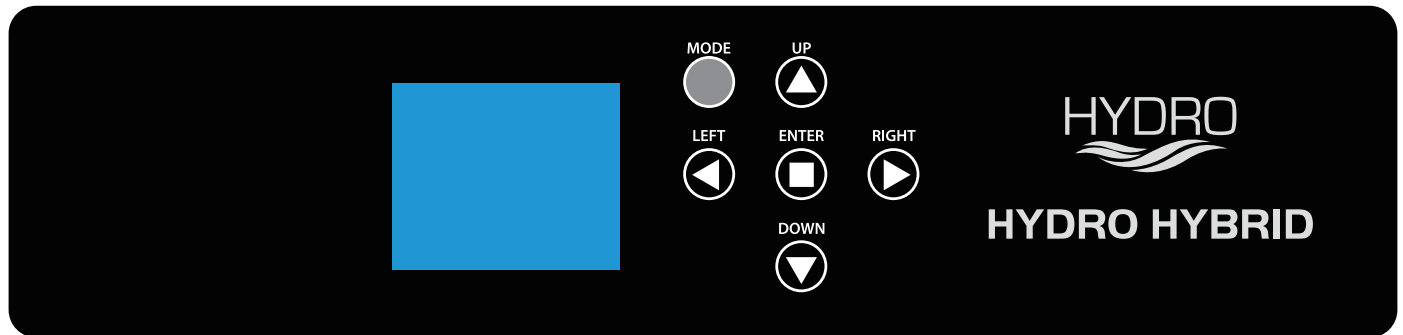 MODE UP
LEFT ENTER RIGHT
DOWN
HYDRO
HYDRO HYBRID